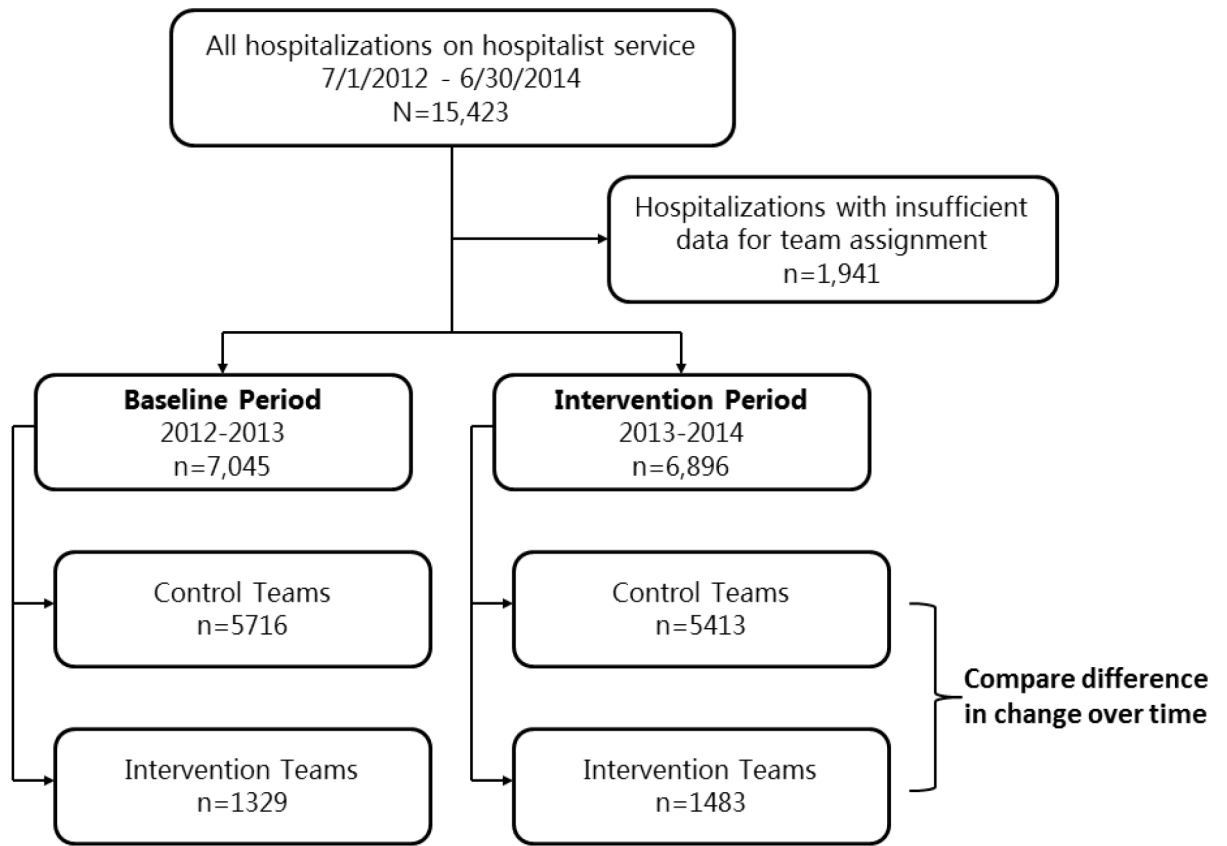 All hospitalizations on hospitalist service
7/1/2012 - 6/30/2014
N=15,423
Hospitalizations with insufficient
data for team assignment
n=1,941
Baseline Period
2012-2013
n=7,045
Intervention Period
2013-2014
n=6,896
Control Teams
n=5716
Control Teams
n=5413
Compare difference
in change over time
Intervention Teams
n=1329
Intervention Teams
n=1483